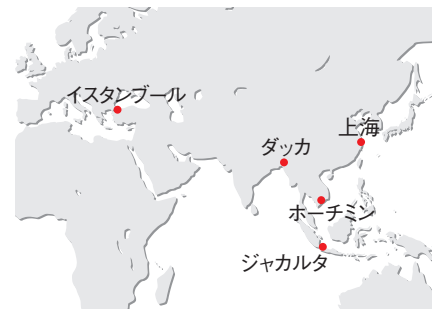 イスタンブール
上海
ダッカ
ホーチミン
ジャカルタ